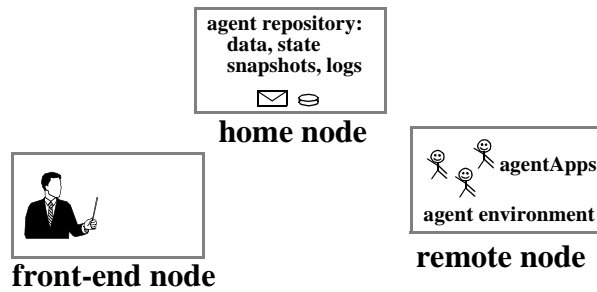 agent repository:
data, state
snapshots, logs
home node
agentApps
agent environment
remote node
front-end node